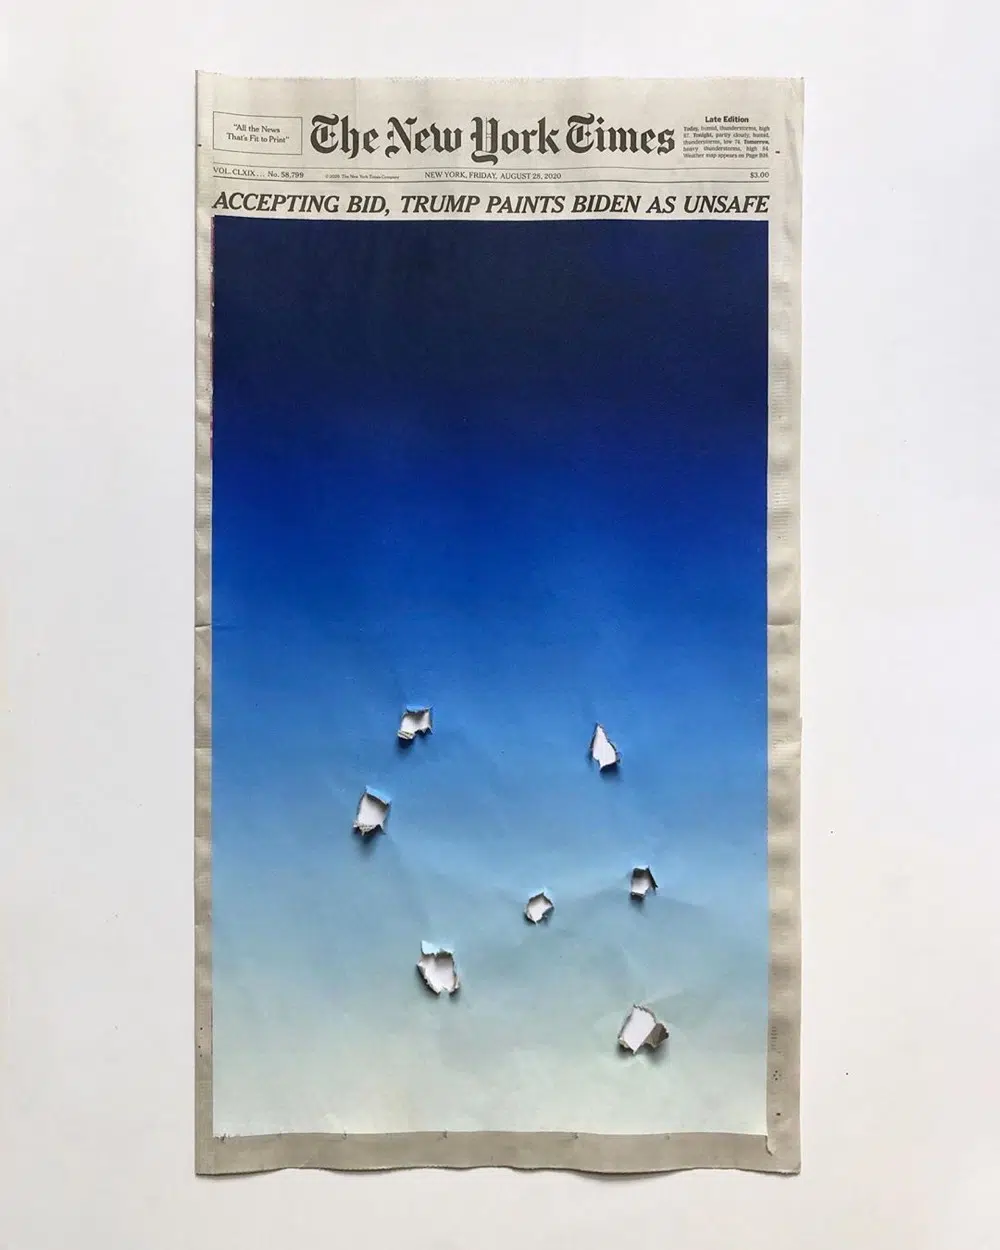 "All the News
That's Fit to Print"
The New York Times
Late Edition
Today, humid, thunderstorms, high
87. Tonight, partly cloudy, humid,
thunderstorms, low 74. Tomorrow,
heavy thunderstorms, high 84.
Weather map appears on Page B94.
VOL. CLXIX . . . No. 58,799
© 2020 The New York Times Company
NEW YORK, FRIDAY, AUGUST 28, 2020
$3.00
ACCEPTING BID, TRUMP PAINTS BIDEN AS UNSAFE